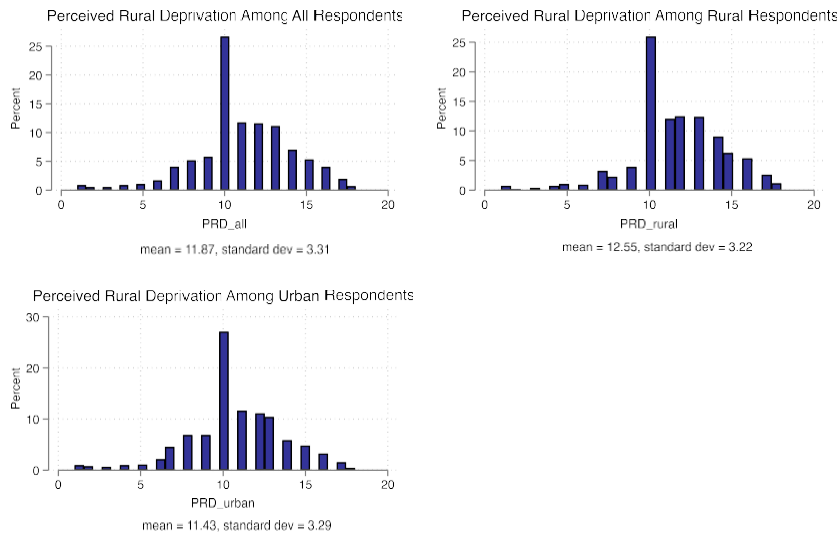 Perceived Rural Deprivation Among All Respondents
Percent
25
20
15
10
5
0
0 5 10 15 20
PRD_all
mean = 11.87, standard dev = 3.31
Perceived Rural Deprivation Among Rural Respondents
Percent
25
20
15
10
5
0
0 5 10 15 20
PRD_rural
mean = 12.55, standard dev = 3.22
Perceived Rural Deprivation Among Urban Respondents
Percent
30
20
10
0
0 5 10 15 20
PRD_urban
mean = 11.43, standard dev = 3.29